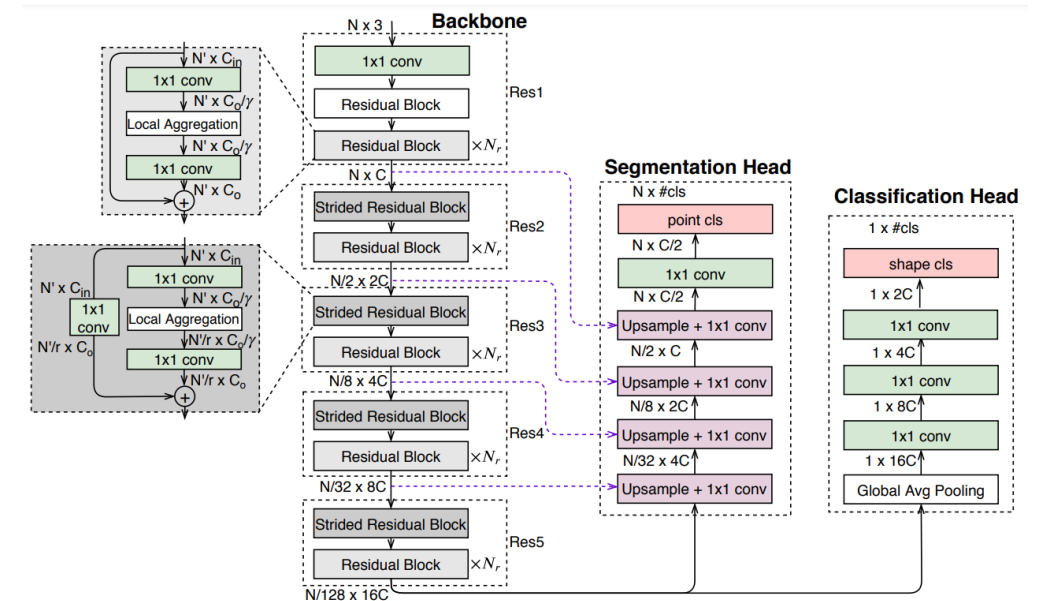 Backbone
N x 3
1x1 conv
Residual Block
Residual Block
×Nr
Res1
N x C
Strided Residual Block
Residual Block
×Nr
Res2
N/2 x 2C
Strided Residual Block
Residual Block
×Nr
Res3
N/8 x 4C
Strided Residual Block
Residual Block
×Nr
Res4
N/32 x 8C
Strided Residual Block
Residual Block
×Nr
Res5
N/128 x 16C
N' x Cin
1x1 conv
N' x Co/γ
Local Aggregation
N' x Co/γ
1x1 conv
N' x Co
+
N' x Cin
N' x Cin
1x1 conv
N' x Co/γ
1x1
conv
Local Aggregation
N'/r x Co/γ
N'/r x Co
1x1 conv
N'/r x Co
+
Segmentation Head
N x #cls
point cls
N x C/2
1x1 conv
N x C/2
Upsample + 1x1 conv
N/2 x C
Upsample + 1x1 conv
N/8 x 2C
Upsample + 1x1 conv
N/32 x 4C
Upsample + 1x1 conv
Classification Head
1 x #cls
shape cls
1 x 2C
1x1 conv
1 x 4C
1x1 conv
1 x 8C
1x1 conv
1 x 16C
Global Avg Pooling